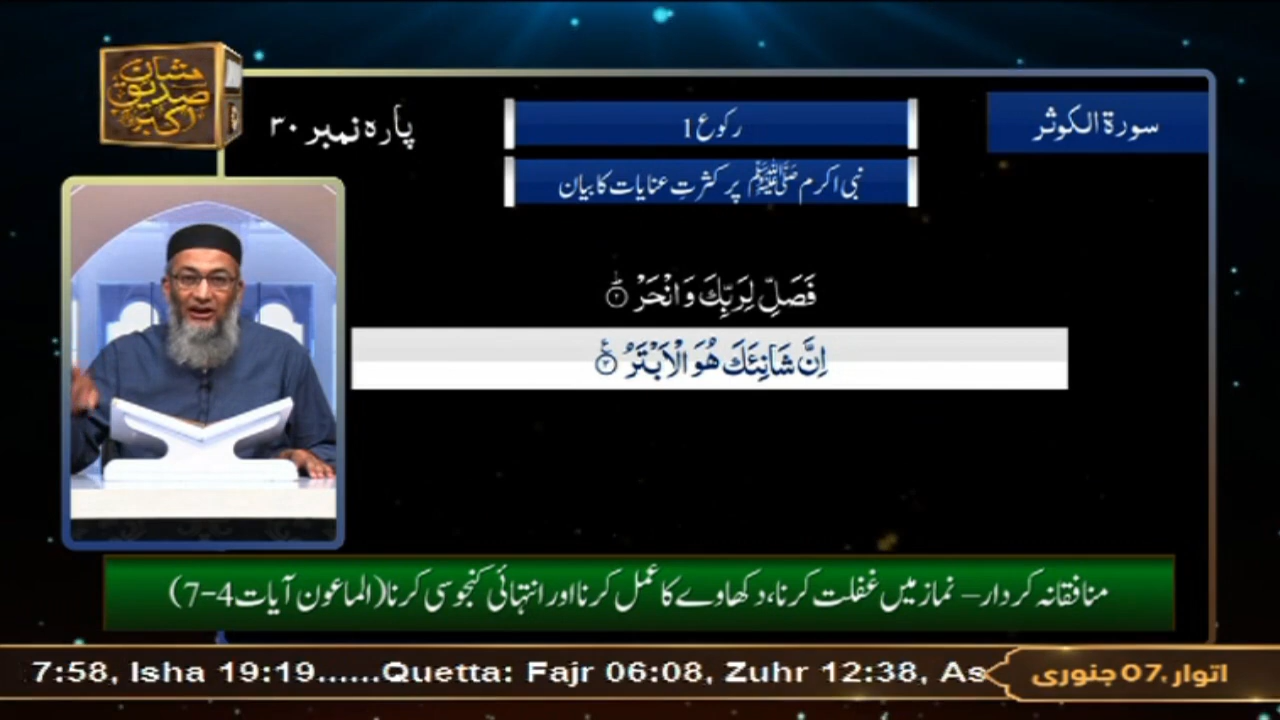 شان
صدیق
اکبر
پارہ نمبر ۳۰
رکوع 1
سورۃ الکوثر
نبی اکرم ﷺ پر کثرتِ عنایات کا بیان
فَصَلِّ لِرَبِّكَ وَانْحَرْ ؕ۲
اِنَّ شَانِئَكَ هُوَ الْاَبْتَرُ ۳
منافقانہ کردار – نماز میں غفلت کرنا، دکھاوے کا عمل کرنا اور انتہائی کنجوسی کرنا (الماعون آیات 4-7)
7:58, Isha 19:19......Quetta: Fajr 06:08, Zuhr 12:38, As
اتوار، 07 جنوری